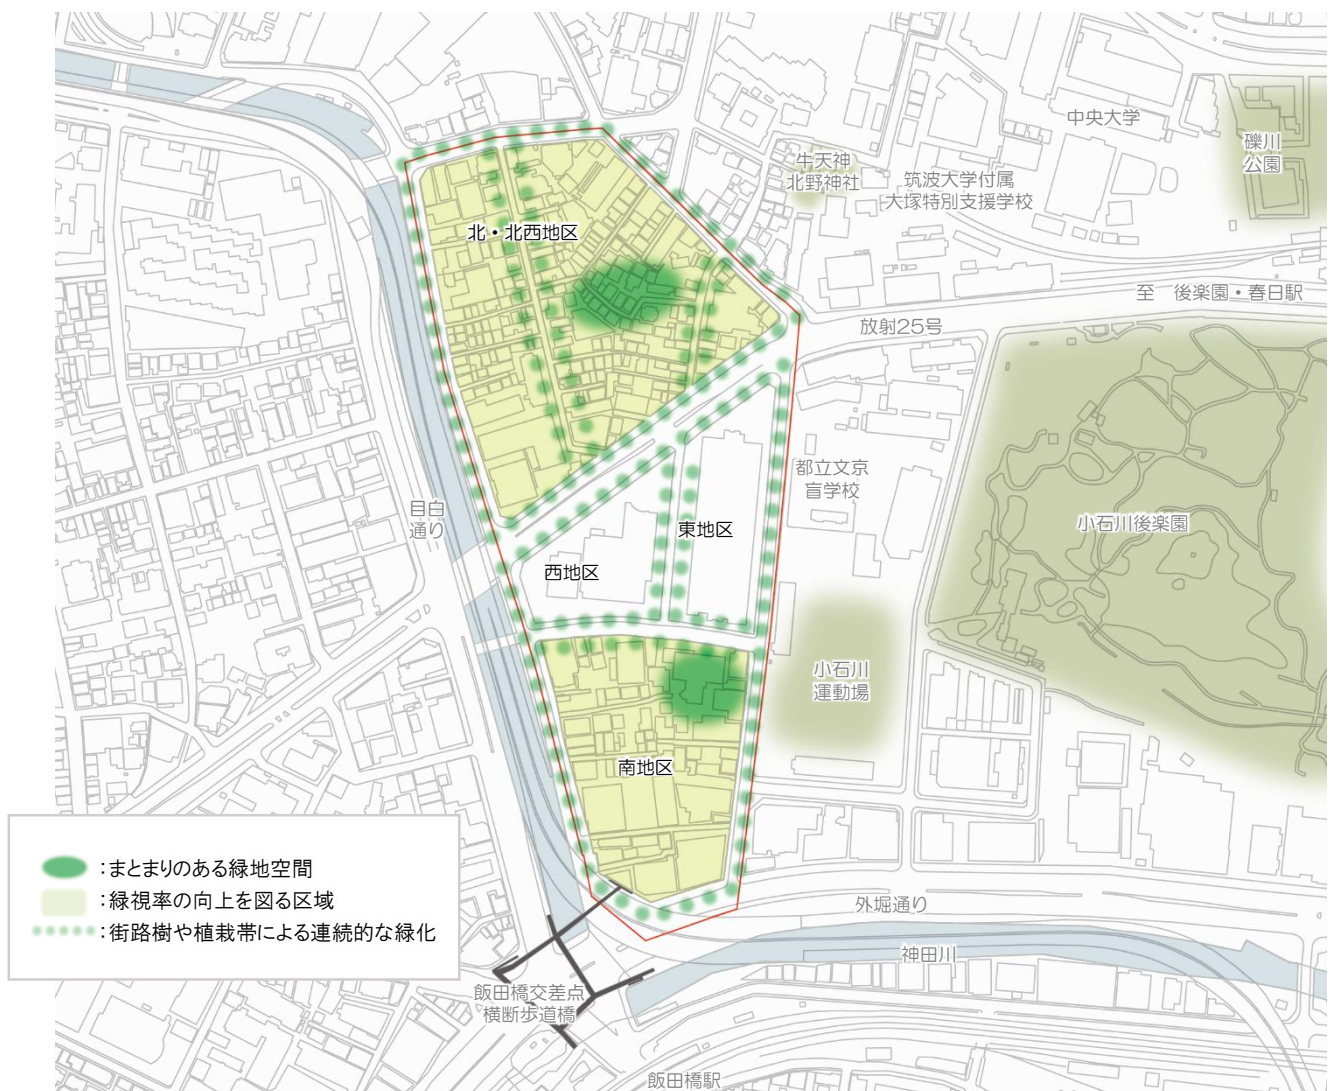 中央大学
礫川
公園
牛天神
北野神社
筑波大学付属
大塚特別支援学校
北・北西地区
至　後楽園・春日駅
放射25号
都立文京
盲学校
目白
通り
小石川後楽園
東地区
西地区
小石川
運動場
南地区
：まとまりのある緑地空間
：緑視率の向上を図る区域
：街路樹や植栽帯による連続的な緑化
外堀通り
神田川
飯田橋交差点
横断歩道橋
飯田橋駅